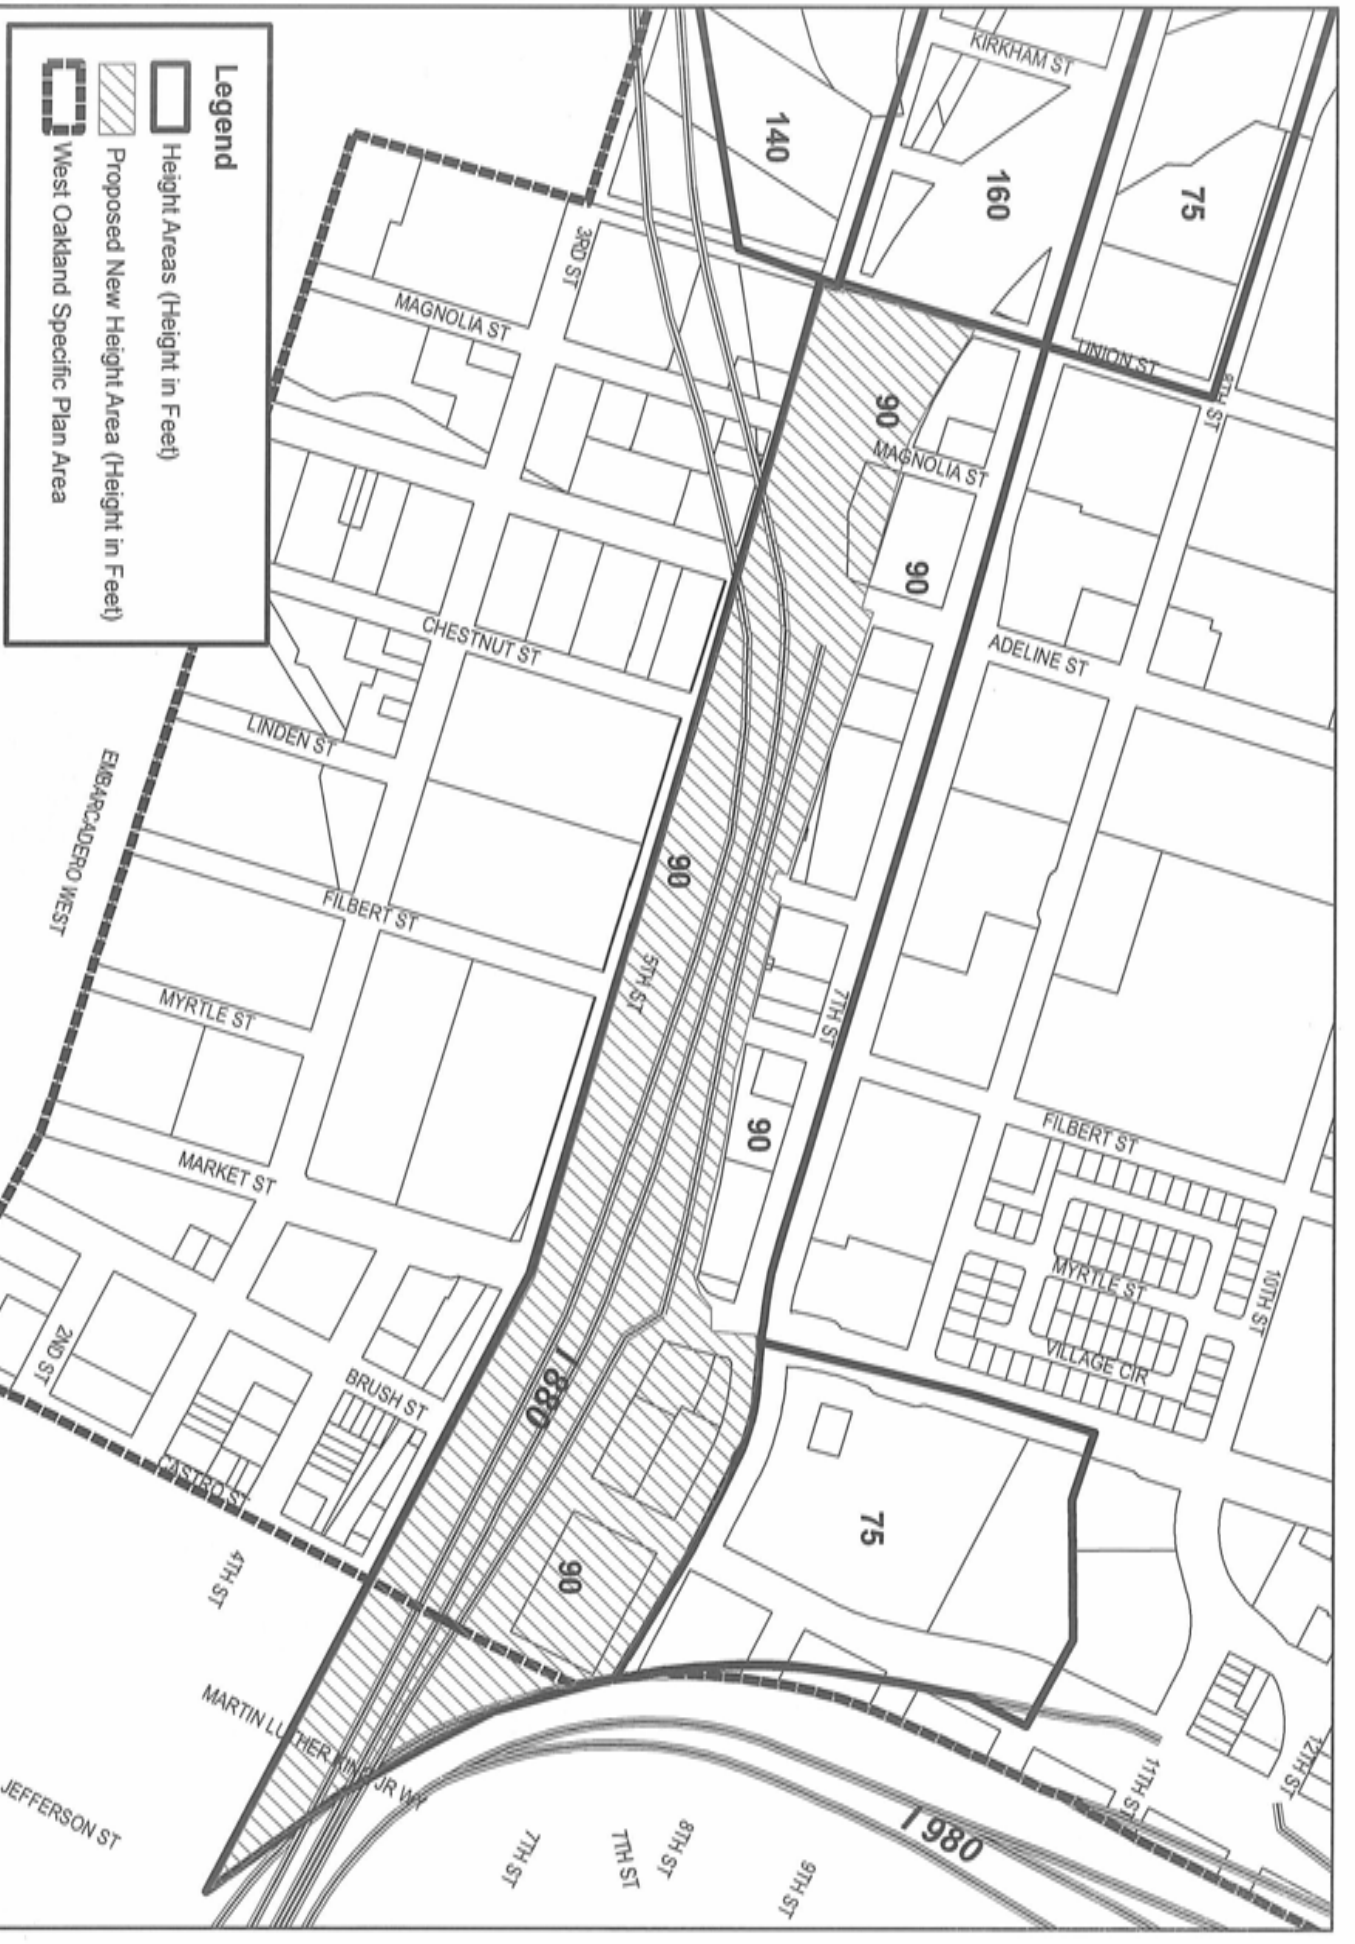 Legend
Height Areas (Height in Feet)
Proposed New Height Area (Height in Feet)
West Oakland Specific Plan Area
KIRKHAM ST
140
160
75
UNION ST
8TH ST
3RD ST
MAGNOLIA ST
90
MAGNOLIA ST
90
ADELINE ST
CHESTNUT ST
LINDEN ST
EMBARCADERO WEST
FILBERT ST
90
5TH ST
7TH ST
MYRTLE ST
90
FILBERT ST
MARKET ST
MYRTLE ST
10TH ST
VILLAGE CIR
2ND ST
BRUSH ST
I 880
CASTRO ST
75
90
4TH ST
MARTIN LUTHER KING JR WY
JEFFERSON ST
7TH ST
7TH ST
8TH ST
9TH ST
I 980
11TH ST
12TH ST